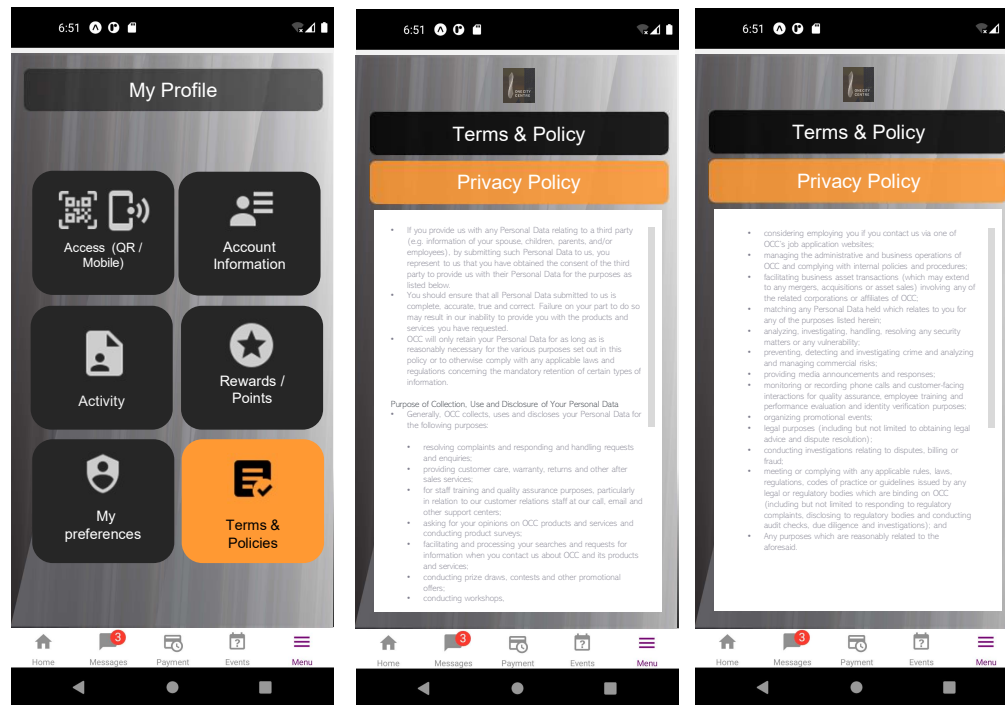 6:51
My Profile
Access (QR /
Mobile)
Account
Information
Activity
Rewards /
Points
My
preferences
Terms &
Policies
3
Home
Messages
Payment
Events
Menu
6:51
ONE CITY
CENTRE
Terms & Policy
Privacy Policy
• If you provide us with any Personal Data relating to a third party
(e.g. information of your spouse, children, parents, and/or
employees), by submitting such Personal Data to us, you
represent to us that you have obtained the consent of the third
party to provide us with their Personal Data for the purposes as
listed below.
• You should ensure that all Personal Data submitted to us is
complete, accurate, true and correct. Failure on your part to do so
may result in our inability to provide you with the products and
services you have requested.
• OCC will only retain your Personal Data for as long as is
reasonably necessary for the various purposes set out in this
policy or to otherwise comply with any applicable laws and
regulations concerning the mandatory retention of certain types of
information.
Purpose of Collection, Use and Disclosure of Your Personal Data
• Generally, OCC collects, uses and discloses your Personal Data for
the following purposes:
• resolving complaints and responding and handling requests
and enquiries;
• providing customer care, warranty, returns and other after
sales services;
• for staff training and quality assurance purposes, particularly
in relation to our customer relations staff at our call, email and
other support centers;
• asking for your opinions on OCC products and services and
conducting product surveys;
• facilitating and processing your searches and requests for
information when you contact us about OCC and its products
and services;
• conducting prize draws, contests and other promotional
offers;
• conducting workshops.
3
Home
Messages
Payment
Events
Menu
6:51
ONE CITY
CENTRE
Terms & Policy
Privacy Policy
• considering employing you if you contact us via one of
OCC's job application websites;
• managing the administrative and business operations of
OCC and complying with internal policies and procedures;
• facilitating business asset transactions (which may extend
to any mergers, acquisitions or asset sales) involving any of
the related corporations or affiliates of OCC;
• matching any Personal Data held which relates to you for
any of the purposes listed herein;
• analyzing, investigating, handling, resolving any security
matters or any vulnerability;
• preventing, detecting and investigating crime and analyzing
and managing commercial risks;
• providing media announcements and responses;
• monitoring or recording phone calls and customer-facing
interactions for quality assurance, employee training and
performance evaluation and identity verification purposes;
• organizing promotional events;
• legal purposes (including but not limited to obtaining legal
advice and dispute resolution);
• conducting investigations relating to disputes, billing or
fraud;
• meeting or complying with any applicable rules, laws,
regulations, codes of practice or guidelines issued by any
legal or regulatory bodies which are binding on OCC
(including but not limited to responding to regulatory
complaints, disclosing to regulatory bodies and conducting
audit checks, due diligence and investigations); and
• Any purposes which are reasonably related to the
aforesaid.
3
Home
Messages
Payment
Events
Menu